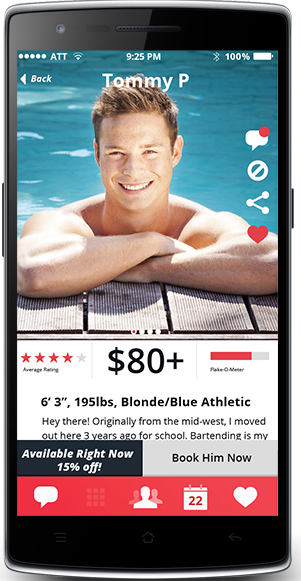 ATT 9:25 PM 100%
Back Tommy P
$80+
Average Rating Flake-O-Meter
6' 3", 195lbs, Blonde/Blue Athletic
Hey there! Originally from the mid-west, I moved
out here 3 years ago for school. Bartending is my
Available Right Now
15% off!
Book Him Now
22